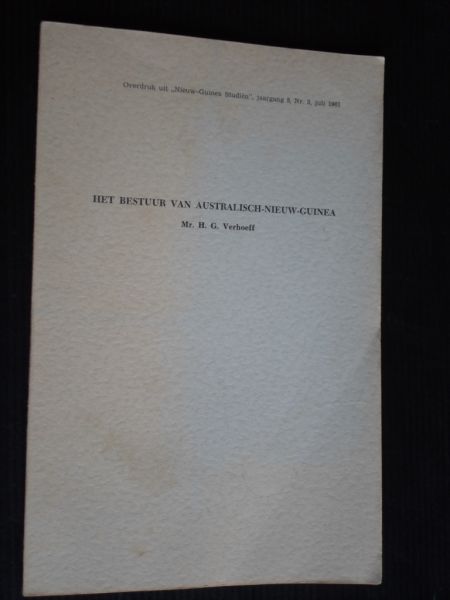 Overdruk uit „Nieuw-Guinea Studiën", jaargang 5, Nr. 3, juli 1961
HET BESTUUR VAN AUSTRALISCH-NIEUW-GUINEA
Mr. H. G. Verhoeff